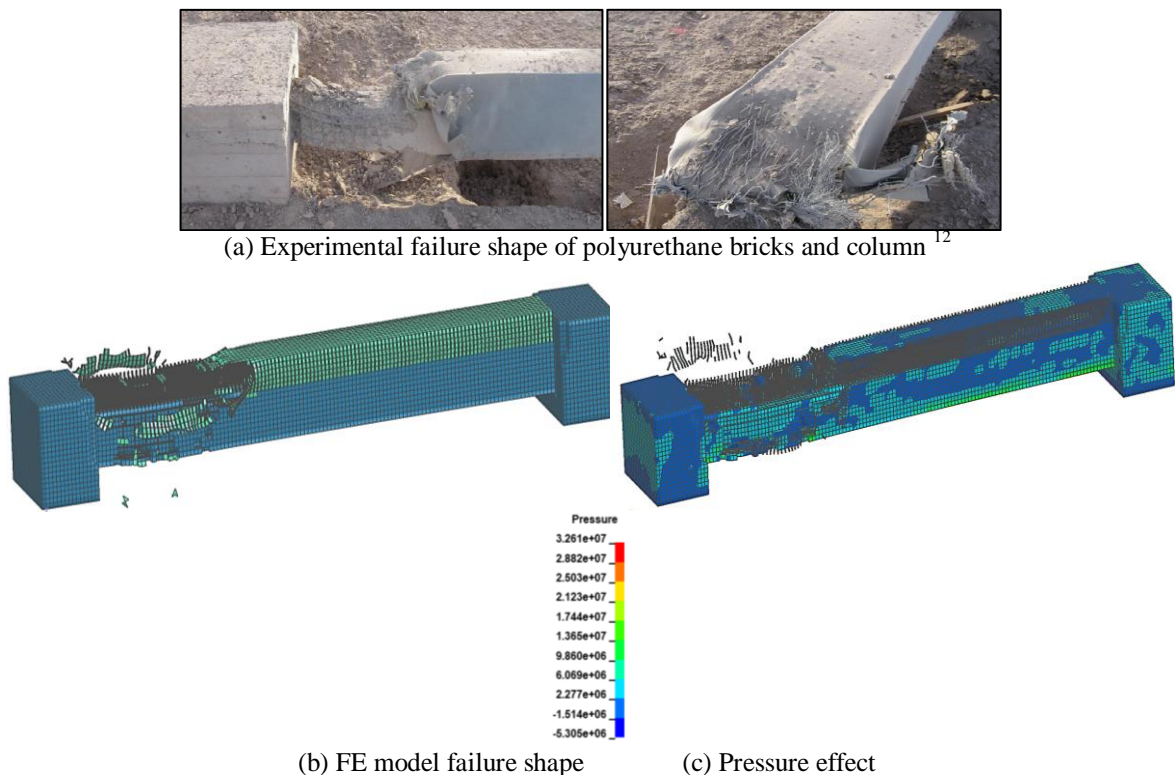 (a) Experimental failure shape of polyurethane bricks and column 12
Pressure
3.261e+07
2.882e+07
2.503e+07
2.123e+07
1.744e+07
1.365e+07
9.860e+06
6.069e+06
2.277e+06
-1.514e+06
-5.305e+06
(b) FE model failure shape
(c) Pressure effect